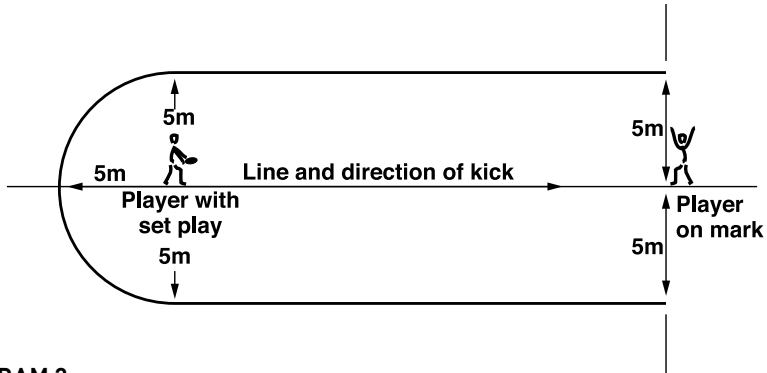 5m
5m
5m
Line and direction of kick
Player with
set play
Player
on mark
5m
5m